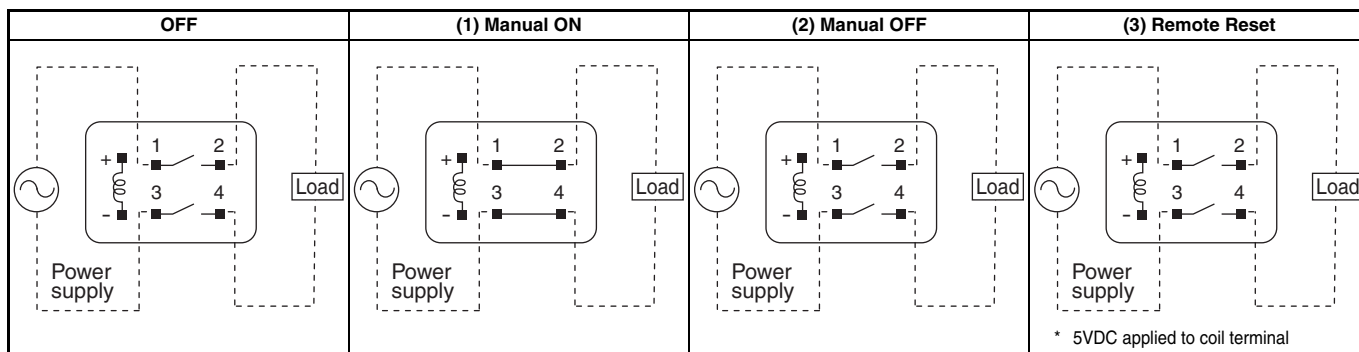 OFF
(1) Manual ON
(2) Manual OFF
(3) Remote Reset
1 2
+
3 4
-
Load
Power
supply
1 2
+
3 4
-
Load
Power
supply
1 2
+
3 4
-
Load
Power
supply
1 2
+
3 4
-
Load
Power
supply
* 5VDC applied to coil terminal